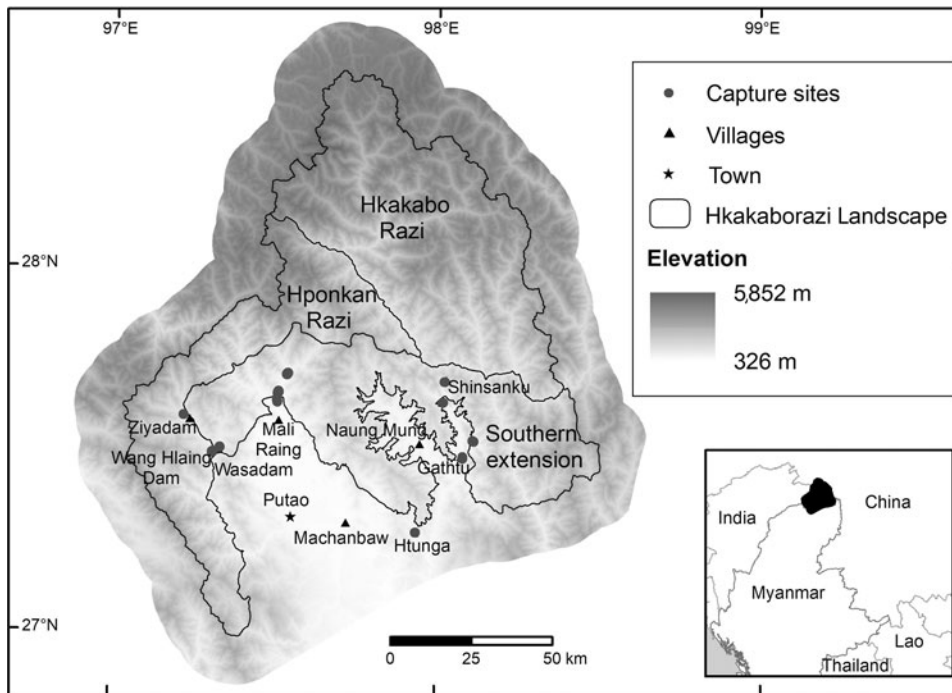 97°E
98°E
99°E
28°N
27°N
Hkakabo
Razi
Hponkan
Razi
Shinsanku
Ziyadam
Mali
Raing
Naung Mung
Southern
extension
Wang Hlaing
Dam
Wasadam
Gathtu
Putao
Machanbaw
Htunga
0
25
50 km
Capture sites
Villages
Town
Hkakaborazi Landscape
Elevation
5,852 m
326 m
India
China
Myanmar
Lao
Thailand